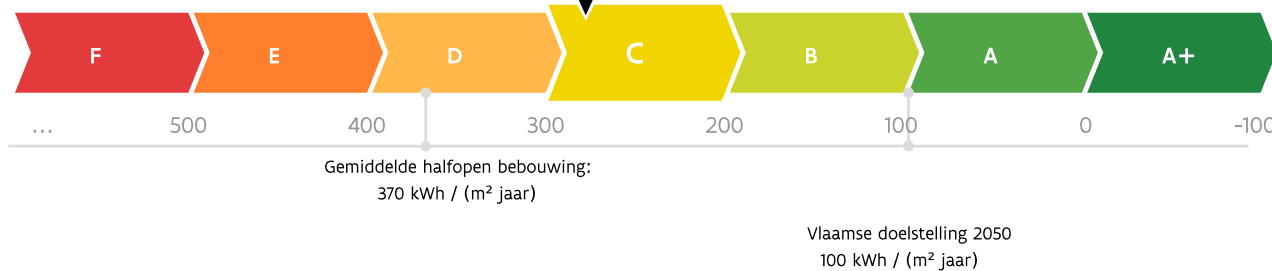 F E D C B A A+
... 500 400 300 200 100 0 -100
Gemiddelde halfopen bebouwing:
370 kWh / (m² jaar)
Vlaamse doelstelling 2050
100 kWh / (m² jaar)